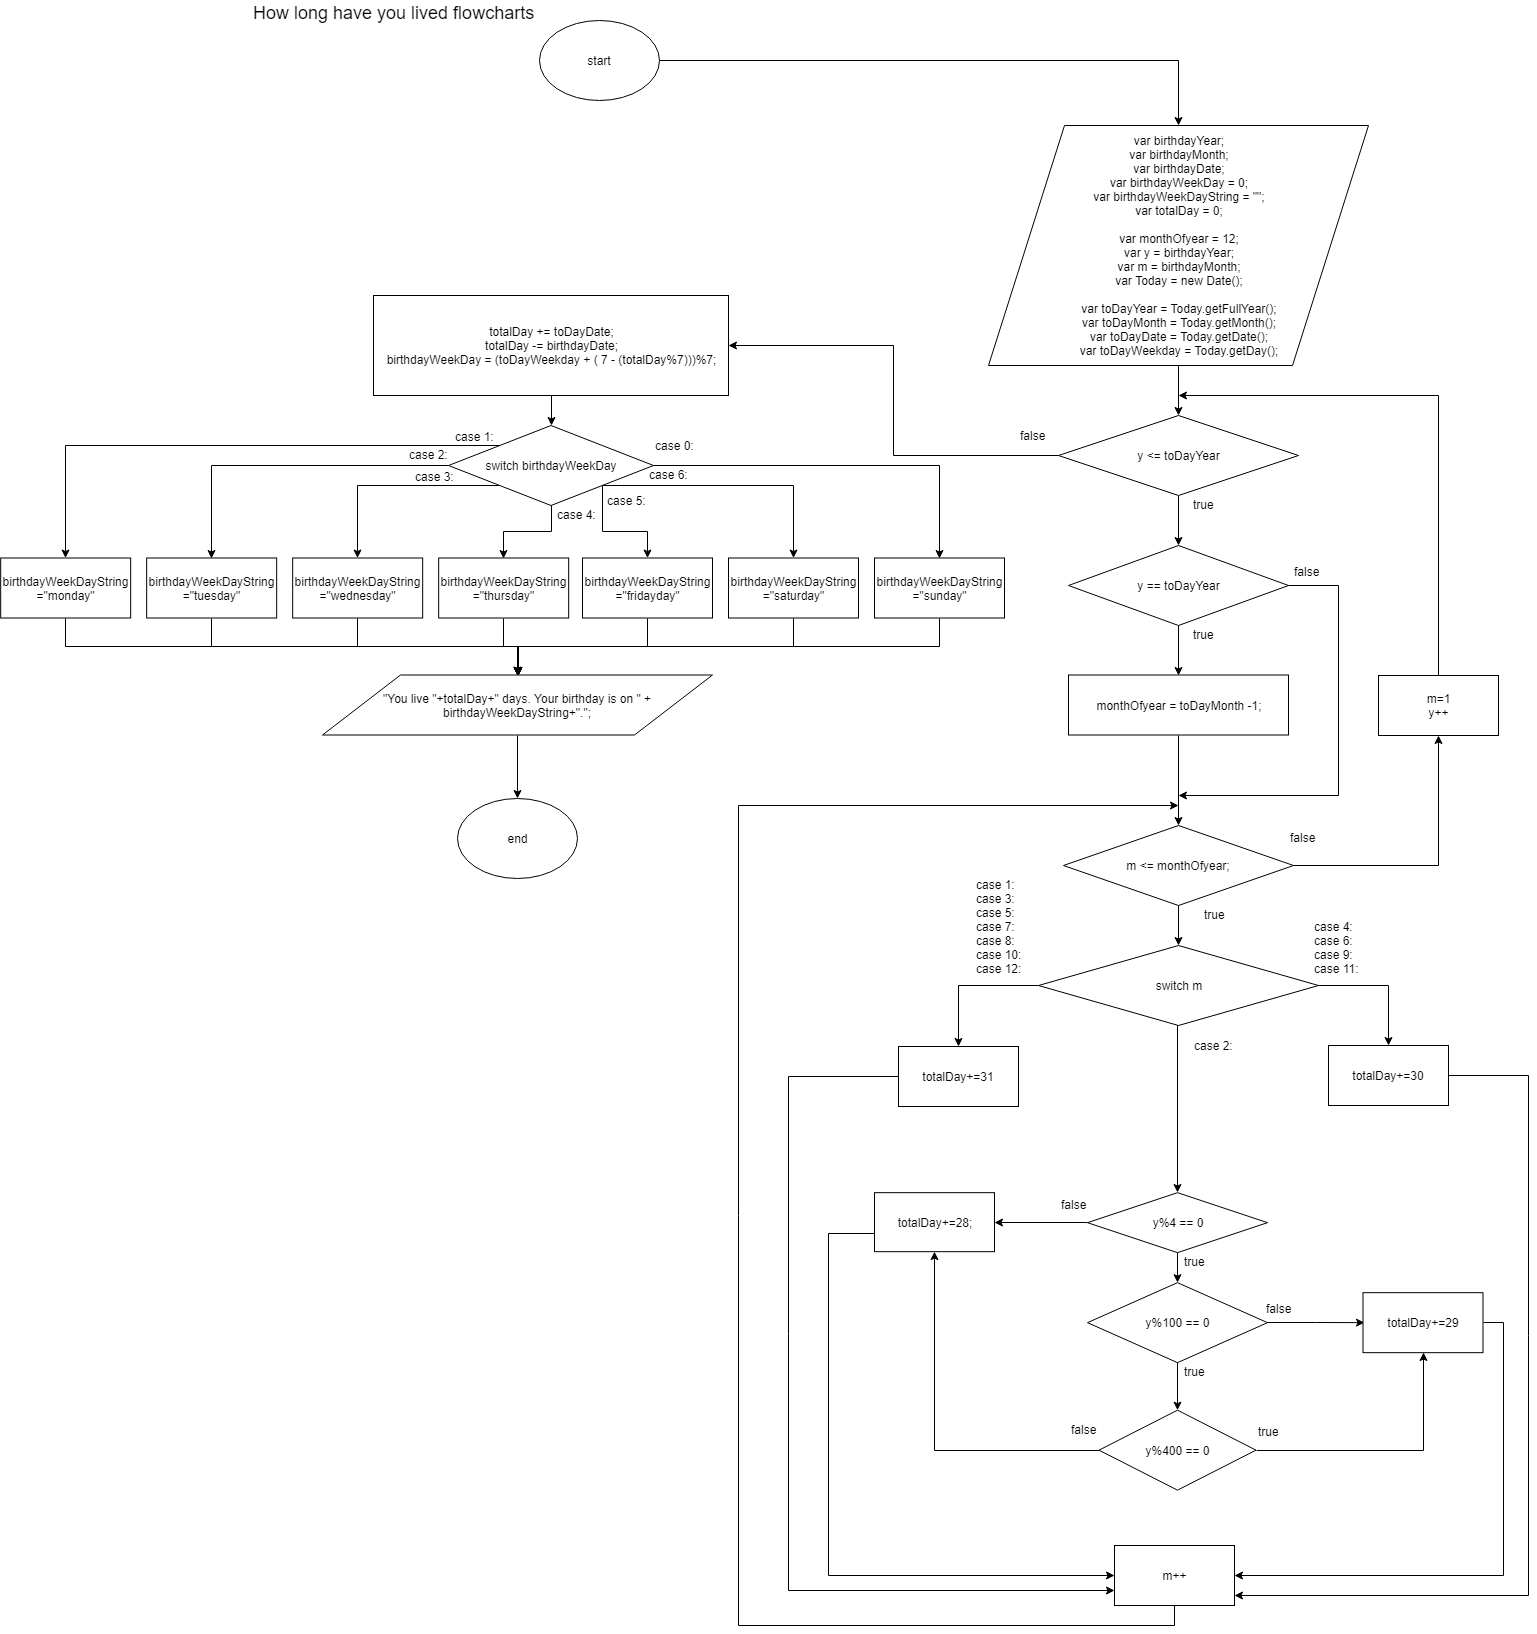 How long have you lived flowcharts
start
var birthdayYear;
var birthdayMonth;
var birthdayDate;
var birthdayWeekDay = 0;
var birthdayWeekDayString = "";
var totalDay = 0;
var monthOfyear = 12;
var y = birthdayYear;
var m = birthdayMonth;
var Today = new Date();
var toDayYear = Today.getFullYear();
var toDayMonth = Today.getMonth();
var toDayDate = Today.getDate();
var toDayWeekday = Today.getDay();
totalDay += toDayDate;
totalDay -= birthdayDate;
birthdayWeekDay = (toDayWeekday + ( 7 - (totalDay%7)))%7;
false
y <= toDayYear
true
case 1:
case 2:
case 3:
switch birthdayWeekDay
case 0:
case 6:
case 5:
case 4:
birthdayWeekDayString
="monday"
birthdayWeekDayString
="tuesday"
birthdayWeekDayString
="wednesday"
birthdayWeekDayString
="thursday"
birthdayWeekDayString
="fridayday"
birthdayWeekDayString
="saturday"
birthdayWeekDayString
="sunday"
y == toDayYear
false
true
"You live "+totalDay+" days. Your birthday is on " +
birthdayWeekDayString+".";
monthOfyear = toDayMonth -1;
m=1
y++
end
m <= monthOfyear;
false
true
case 1:
case 3:
case 5:
case 7:
case 8:
case 10:
case 12:
switch m
case 4:
case 6:
case 9:
case 11:
case 2:
totalDay+=31
totalDay+=30
totalDay+=28;
false
y%4 == 0
true
y%100 == 0
false
totalDay+=29
true
false
y%400 == 0
true
m++